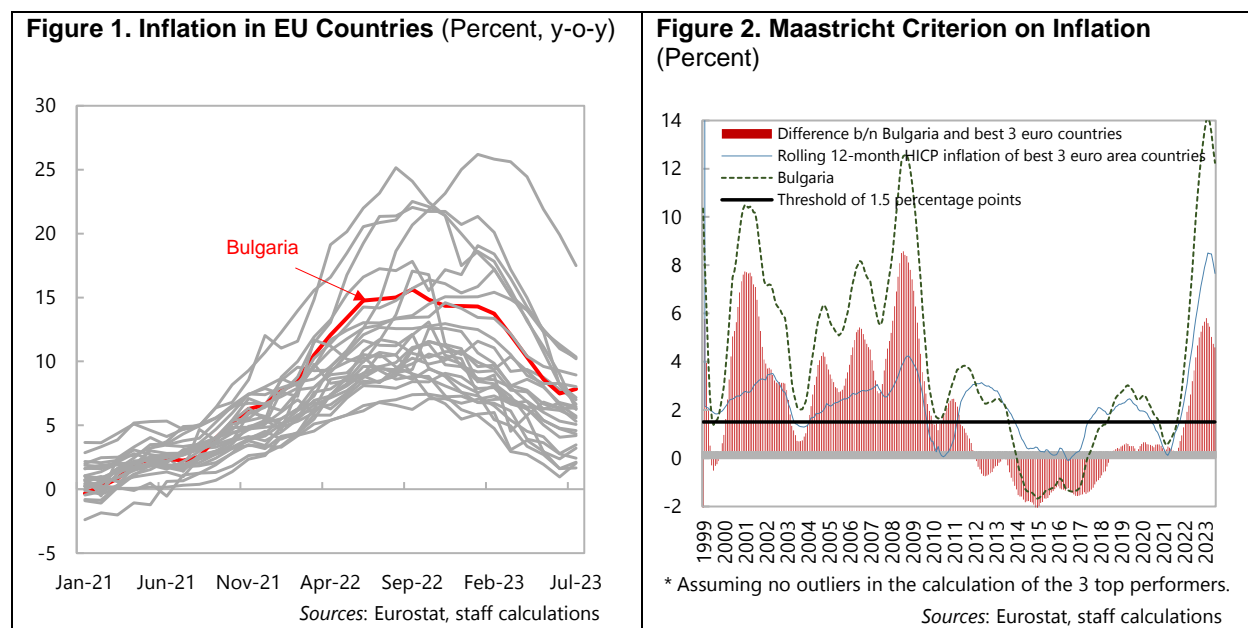 Figure 1. Inflation in EU Countries (Percent, y-o-y)
30
25
20
15
10
5
0
-5
Bulgaria
Jan-21 Jun-21 Nov-21 Apr-22 Sep-22 Feb-23 Jul-23
Sources: Eurostat, staff calculations
Figure 2. Maastricht Criterion on Inflation
(Percent)
14
12
10
8
6
4
2
0
-2
Difference b/n Bulgaria and best 3 euro countries
Rolling 12-month HICP inflation of best 3 euro area countries
Bulgaria
Threshold of 1.5 percentage points
1999 2000 2001 2002 2003 2004 2005 2006 2007 2008 2009 2010 2011 2012 2013 2014 2015 2016 2017 2018 2019 2020 2021 2022 2023
* Assuming no outliers in the calculation of the 3 top performers.
Sources: Eurostat, staff calculations